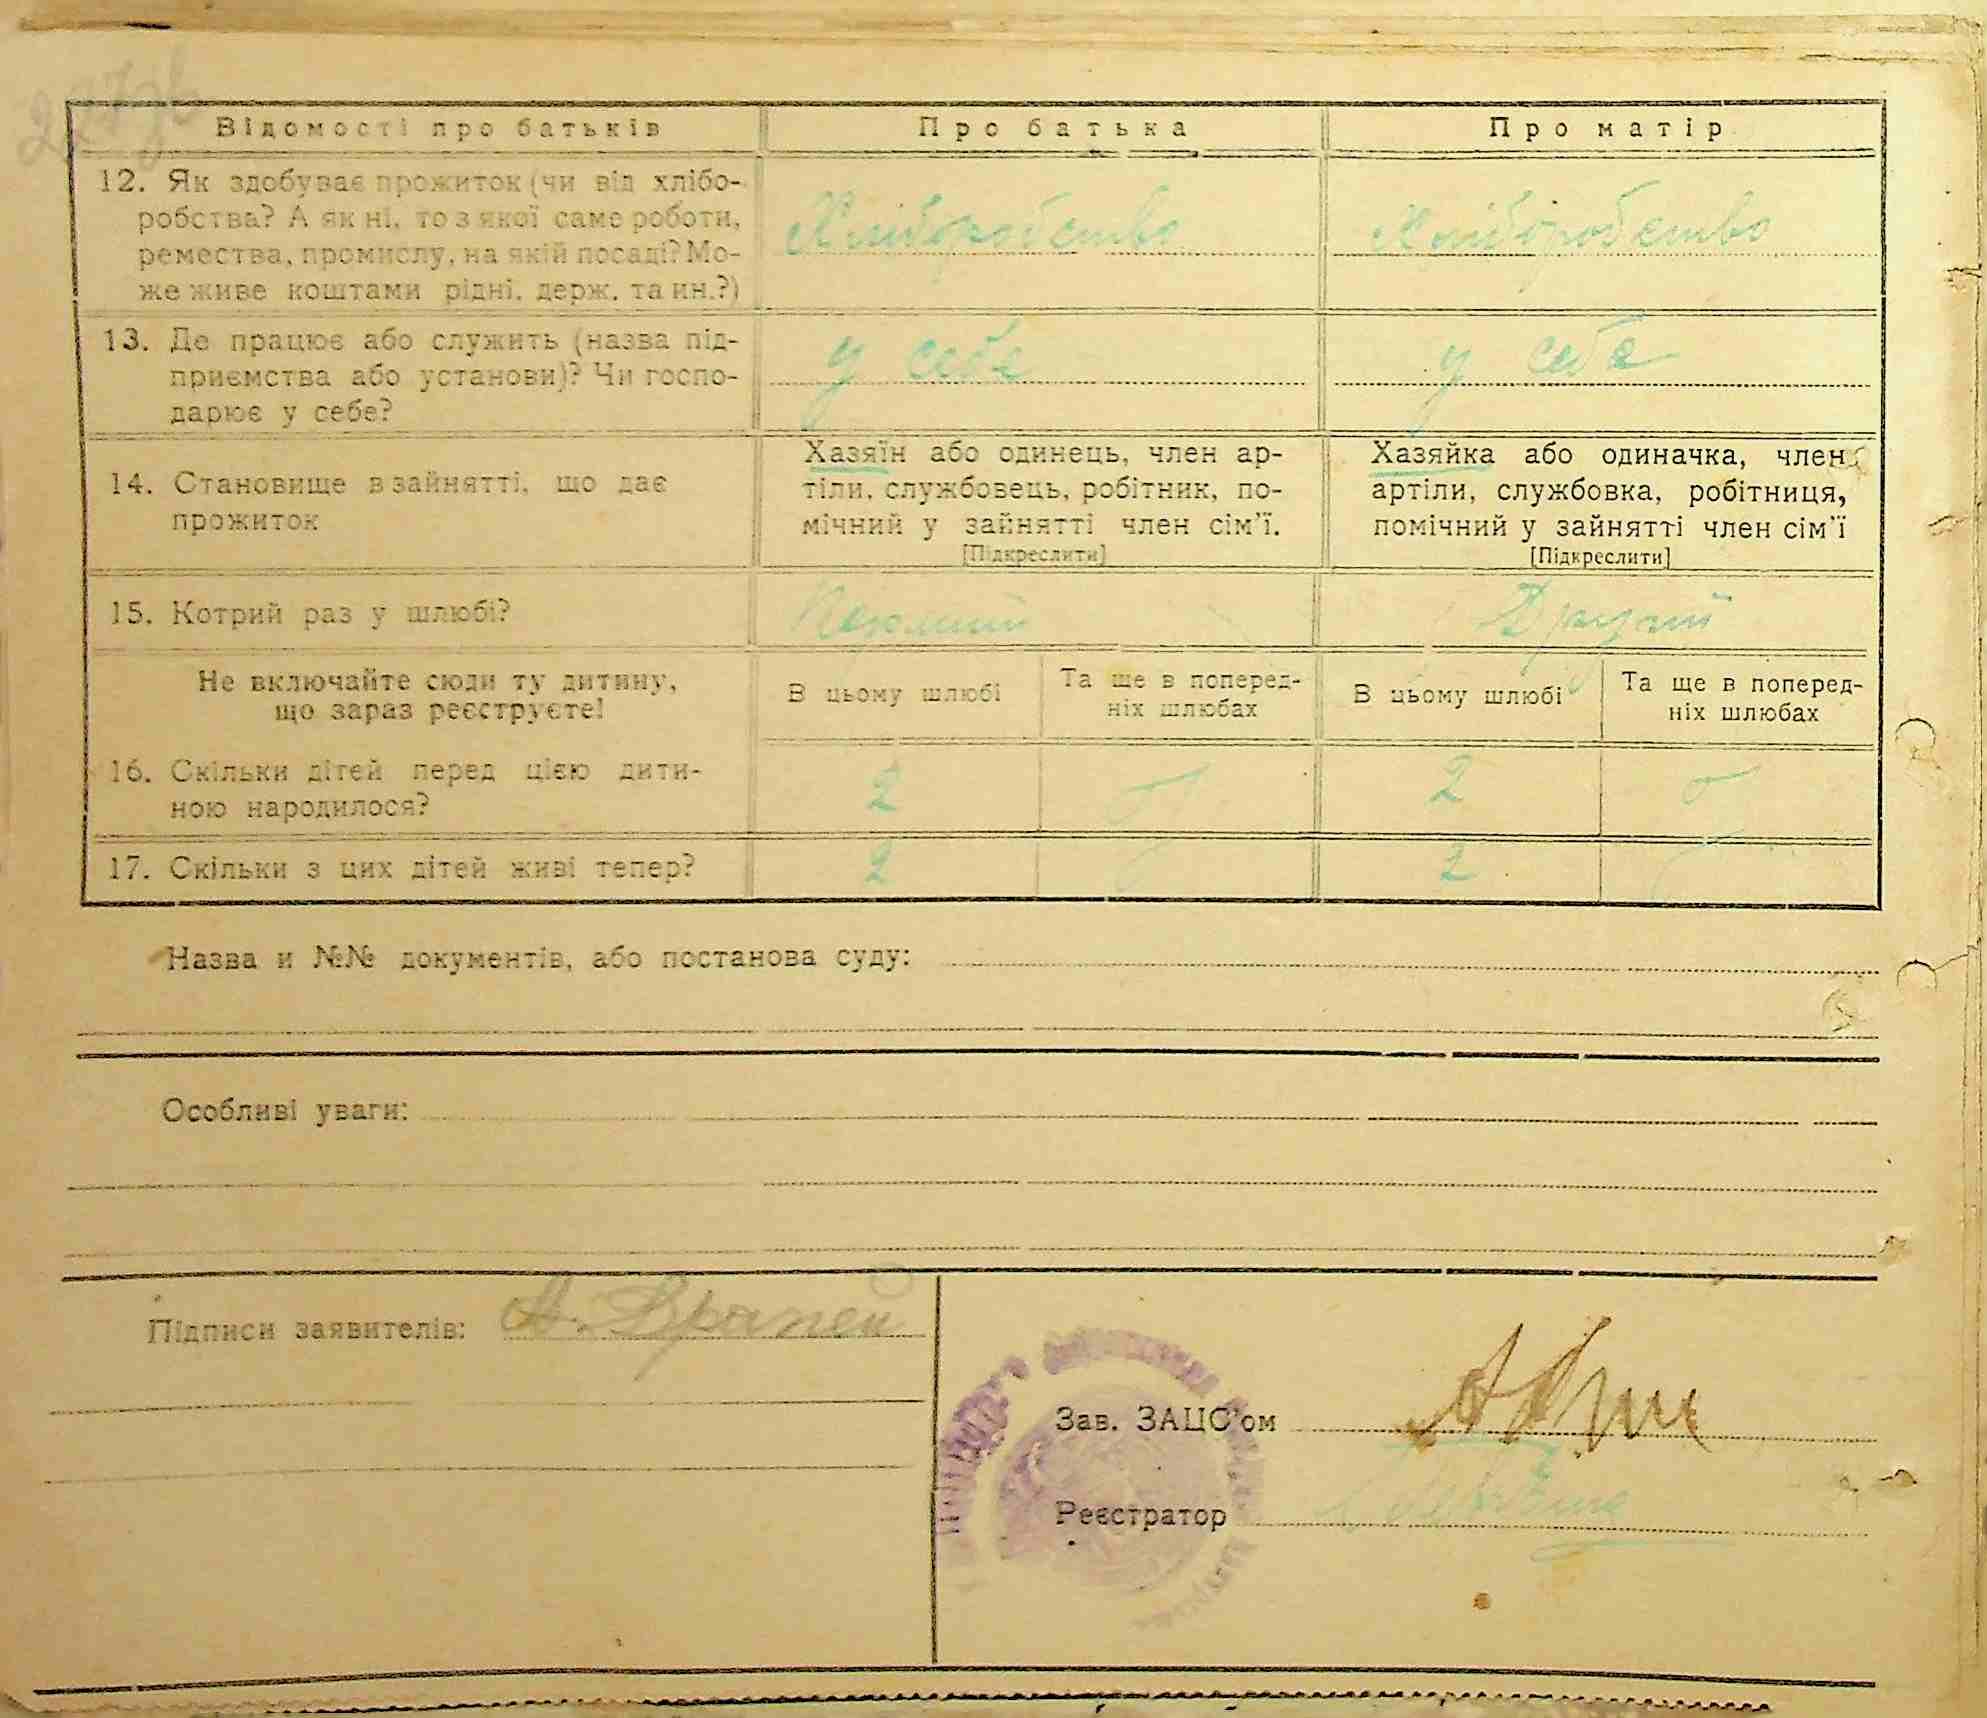 Відомості про батьків Про батька Про матір
12. Як здобуває прожиток (чи від хлібо-
робства? А як ні, то з якої саме роботи,
ремества, промислу, на якій посаді? Мо-
же живе коштами рідні, держ. та ин.?)
Хліборобство Хліборобство
13. Де працює або служить (назва під-
приємства або установи)? Чи госпо-
дарює у себе?
у себе у себе
14. Становище в зайнятті, що дає
прожиток
Хазяїн або одинець, член ар-
тіли, службовець, робітник, по-
мічний у зайнятті член сім'ї.
[Підкреслити]
Хазяйка або одиначка, член
артіли, службовка, робітниця,
помічний у зайнятті член сім'ї
[Підкреслити]
15. Котрий раз у шлюбі? Перший Другий
Не включайте сюди ту дитину,
що зараз реєструєте!
В цьому шлюбі
Та ще в поперед-
ніх шлюбах
В цьому шлюбі
Та ще в поперед-
ніх шлюбах
16. Скільки дітей перед цією дити-
ною народилося?
2 2
17. Скільки з цих дітей живі тепер? 2 2
Назва и №№ документів, або постанова суду:
Особливі уваги:
Підписи заявителів:
Зав. ЗАЦС'ом
Реєстратор